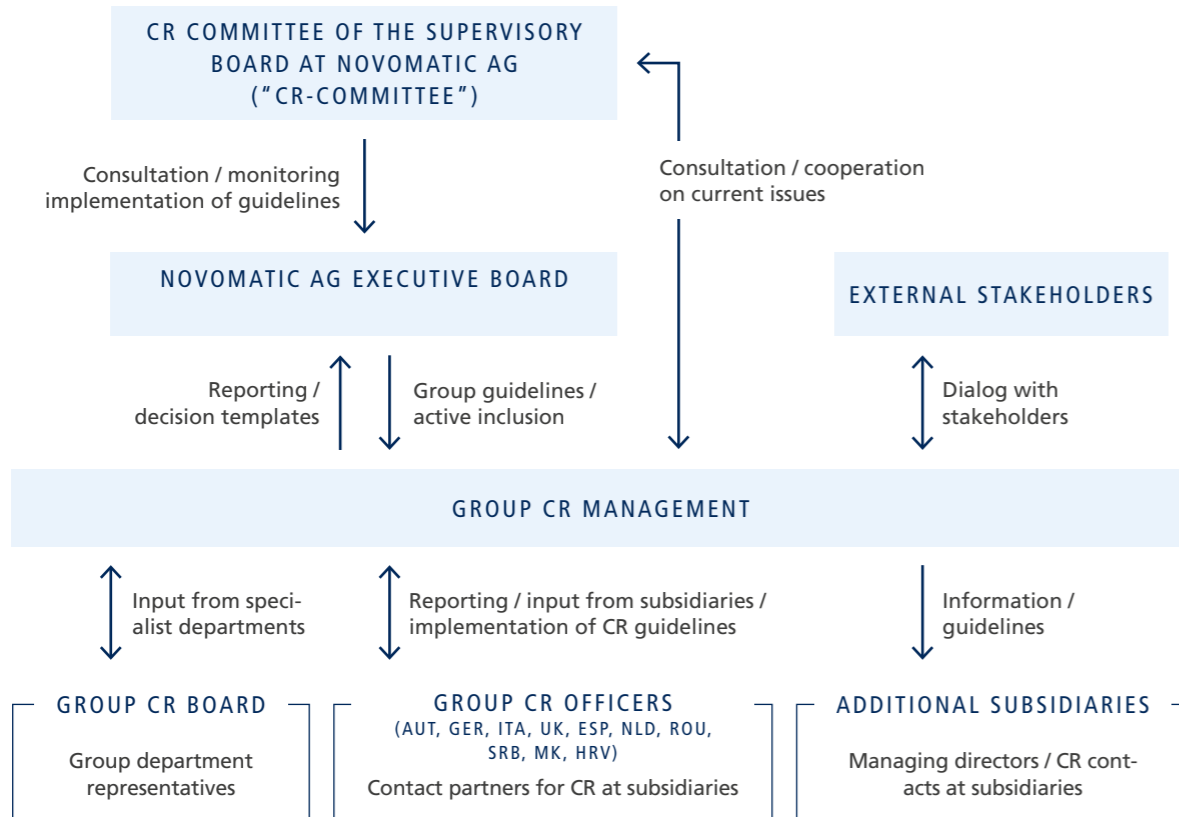 CR COMMITTEE OF THE SUPERVISORY
BOARD AT NOVOMATIC AG
("CR-COMMITTEE")
Consultation / monitoring
implementation of guidelines
Consultation / cooperation
on current issues
NOVOMATIC AG EXECUTIVE BOARD
EXTERNAL STAKEHOLDERS
Reporting /
decision templates
Group guidelines /
active inclusion
Dialog with
stakeholders
GROUP CR MANAGEMENT
Input from speci-
alist departments
Reporting / input from subsidiaries /
implementation of CR guidelines
Information /
guidelines
GROUP CR BOARD
Group department
representatives
GROUP CR OFFICERS
(AUT, GER, ITA, UK, ESP, NLD, ROU,
SRB, MK, HRV)
Contact partners for CR at subsidiaries
ADDITIONAL SUBSIDIARIES
Managing directors / CR cont-
acts at subsidiaries